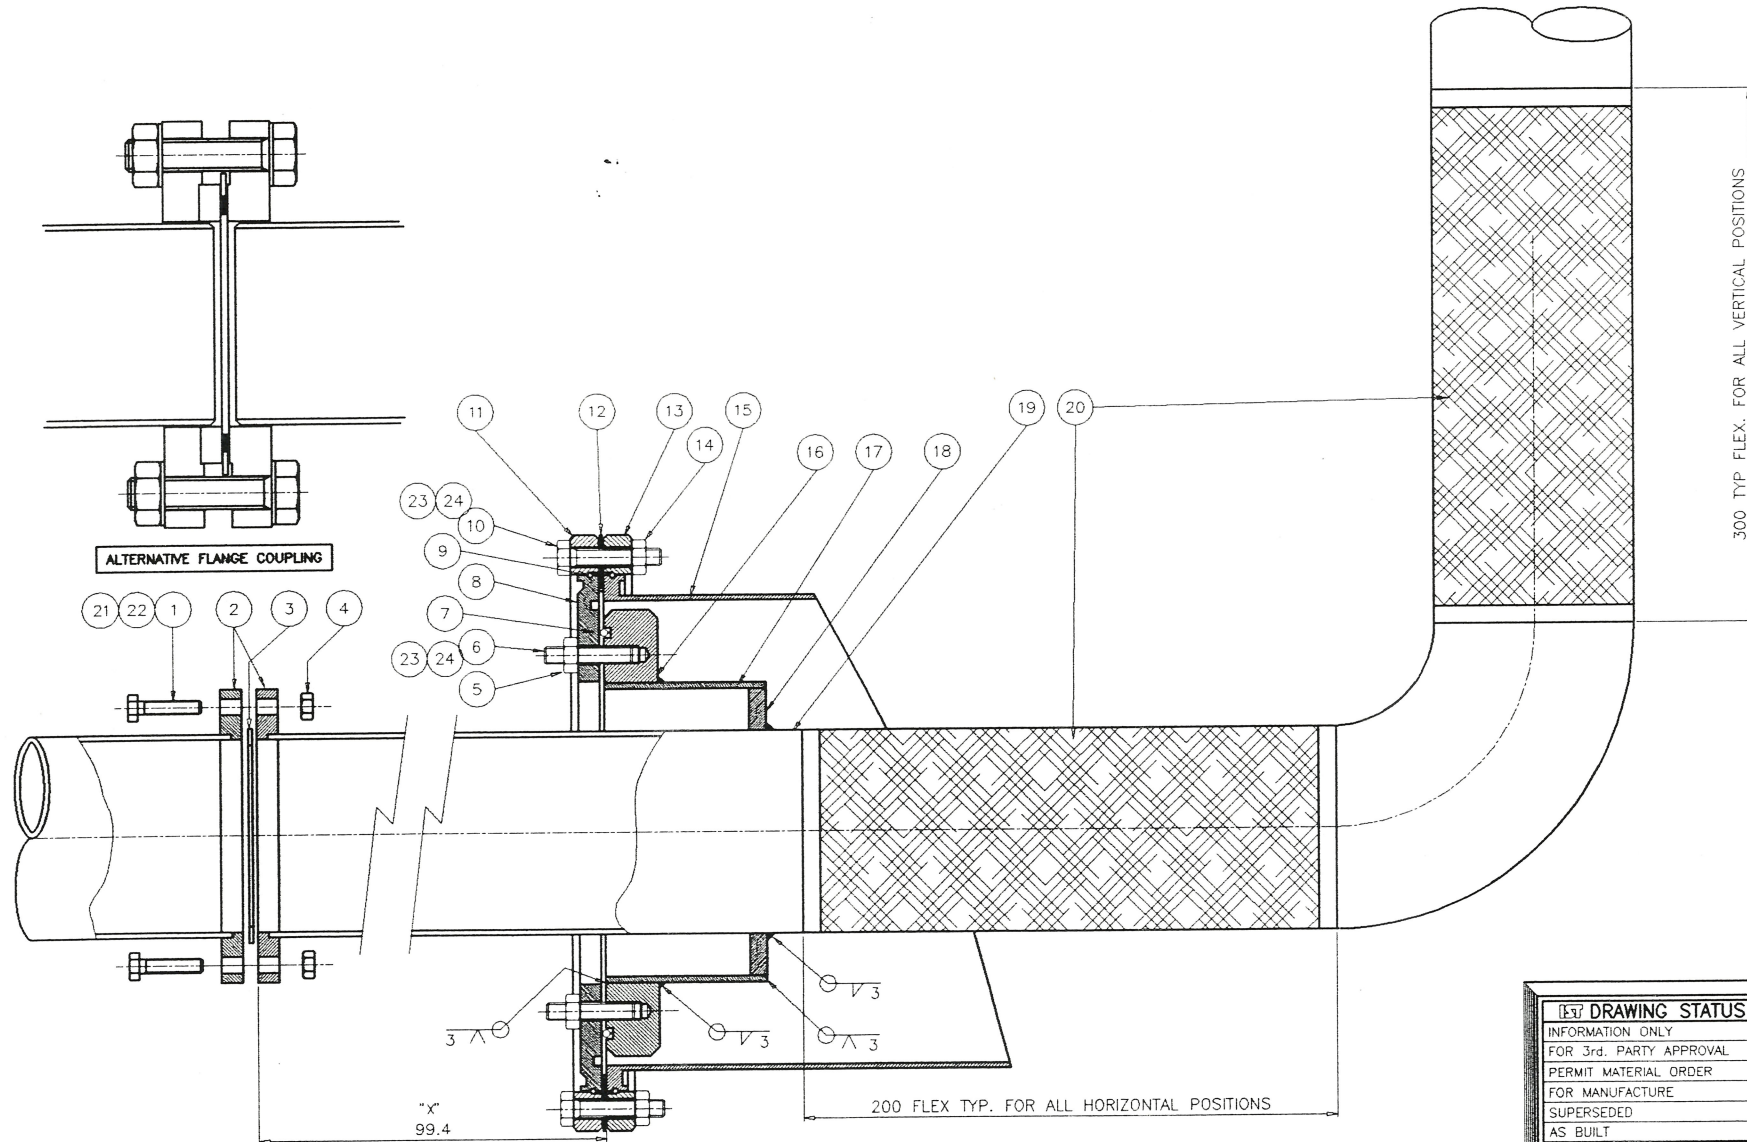 300 TYP FLEX. FOR ALL VERTICAL POSITIONS
11
12
13
15
14
19
20
16
17
18
23 24
10
9
8
7
23 24 6
5
ALTERNATIVE FLANGE COUPLING
21 22 1 2 3 4
3
3
3
3
"X"
99.4
200 FLEX TYP. FOR ALL HORIZONTAL POSITIONS
DRAWING STATUS
INFORMATION ONLY
FOR 3rd. PARTY APPROVAL
PERMIT MATERIAL ORDER
FOR MANUFACTURE
SUPERSEDED
AS BUILT